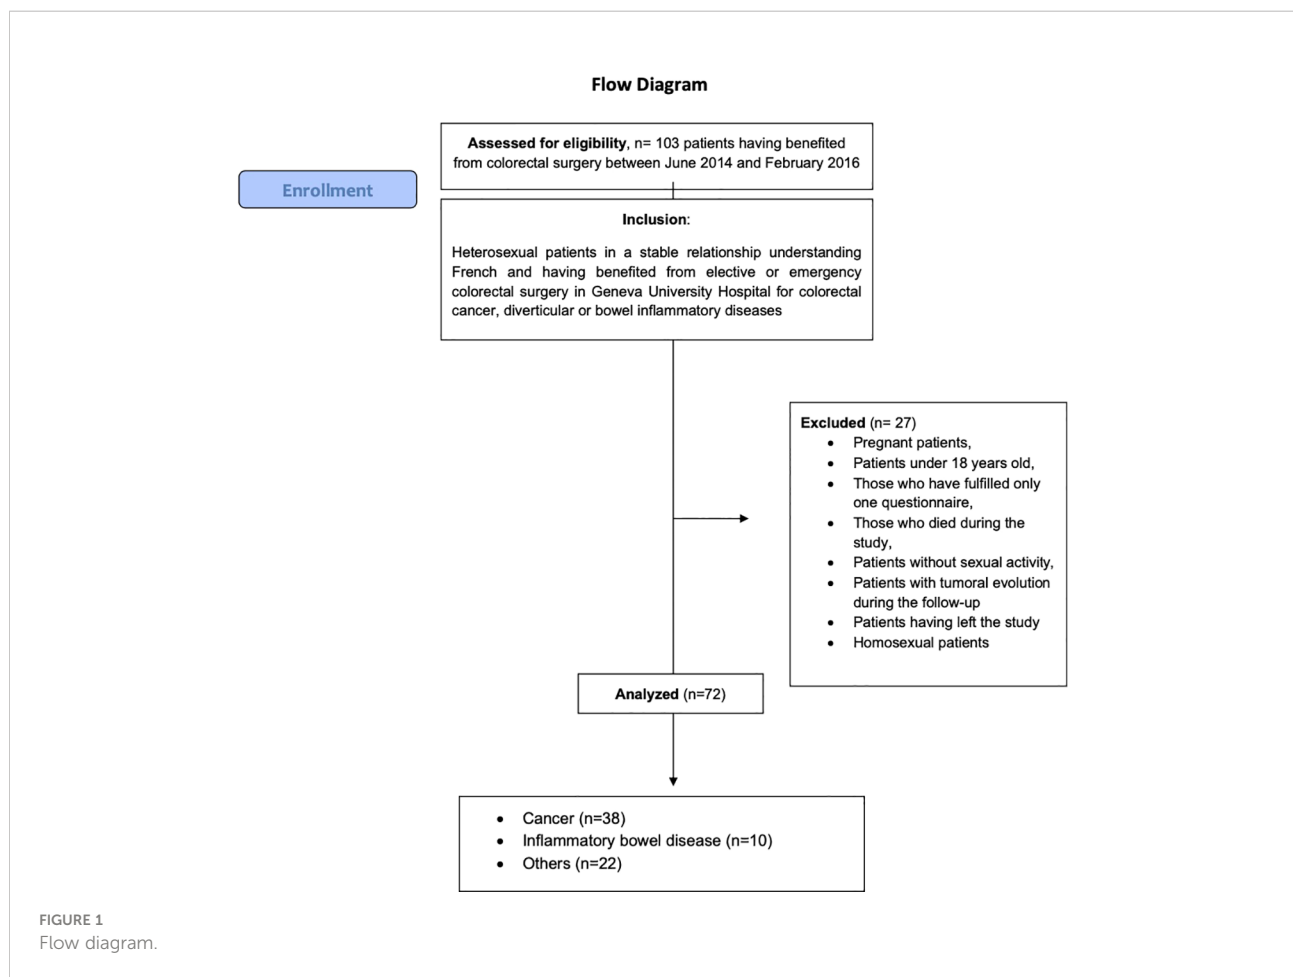 Flow Diagram
Assessed for eligibility, n= 103 patients having benefited
from colorectal surgery between June 2014 and February 2016
Enrollment
Inclusion:
Heterosexual patients in a stable relationship understanding
French and having benefited from elective or emergency
colorectal surgery in Geneva University Hospital for colorectal
cancer, diverticular or bowel inflammatory diseases
Excluded (n= 27)
• Pregnant patients,
• Patients under 18 years old,
• Those who have fulfilled only
one questionnaire,
• Those who died during the
study,
• Patients without sexual activity,
• Patients with tumoral evolution
during the follow-up
• Patients having left the study
• Homosexual patients
Analyzed (n=72)
• Cancer (n=38)
• Inflammatory bowel disease (n=10)
• Others (n=22)
FIGURE 1
Flow diagram.